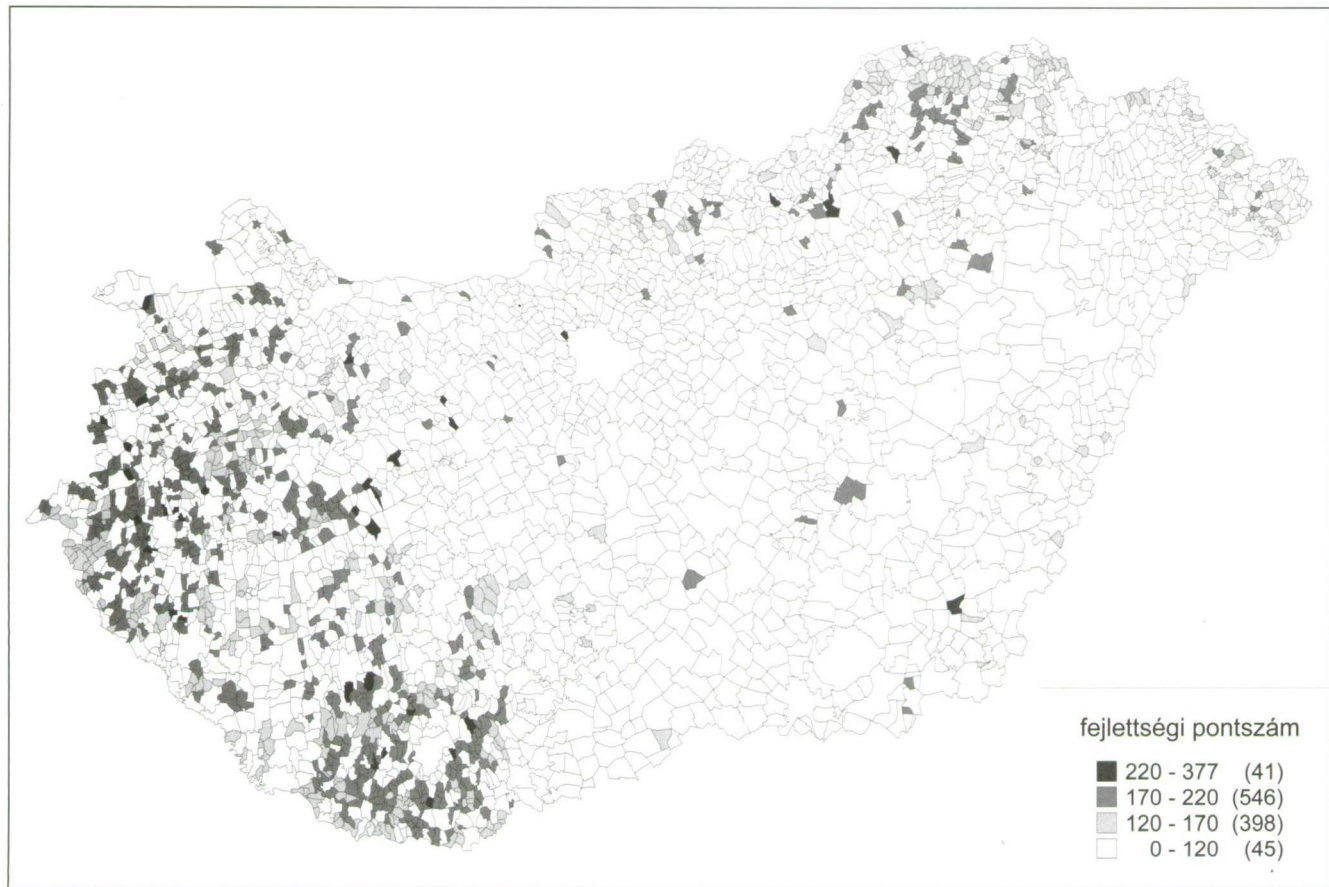 fejlettségi pontszám
220 - 377 (41)
170 - 220 (546)
120 - 170 (398)
0 - 120 (45)